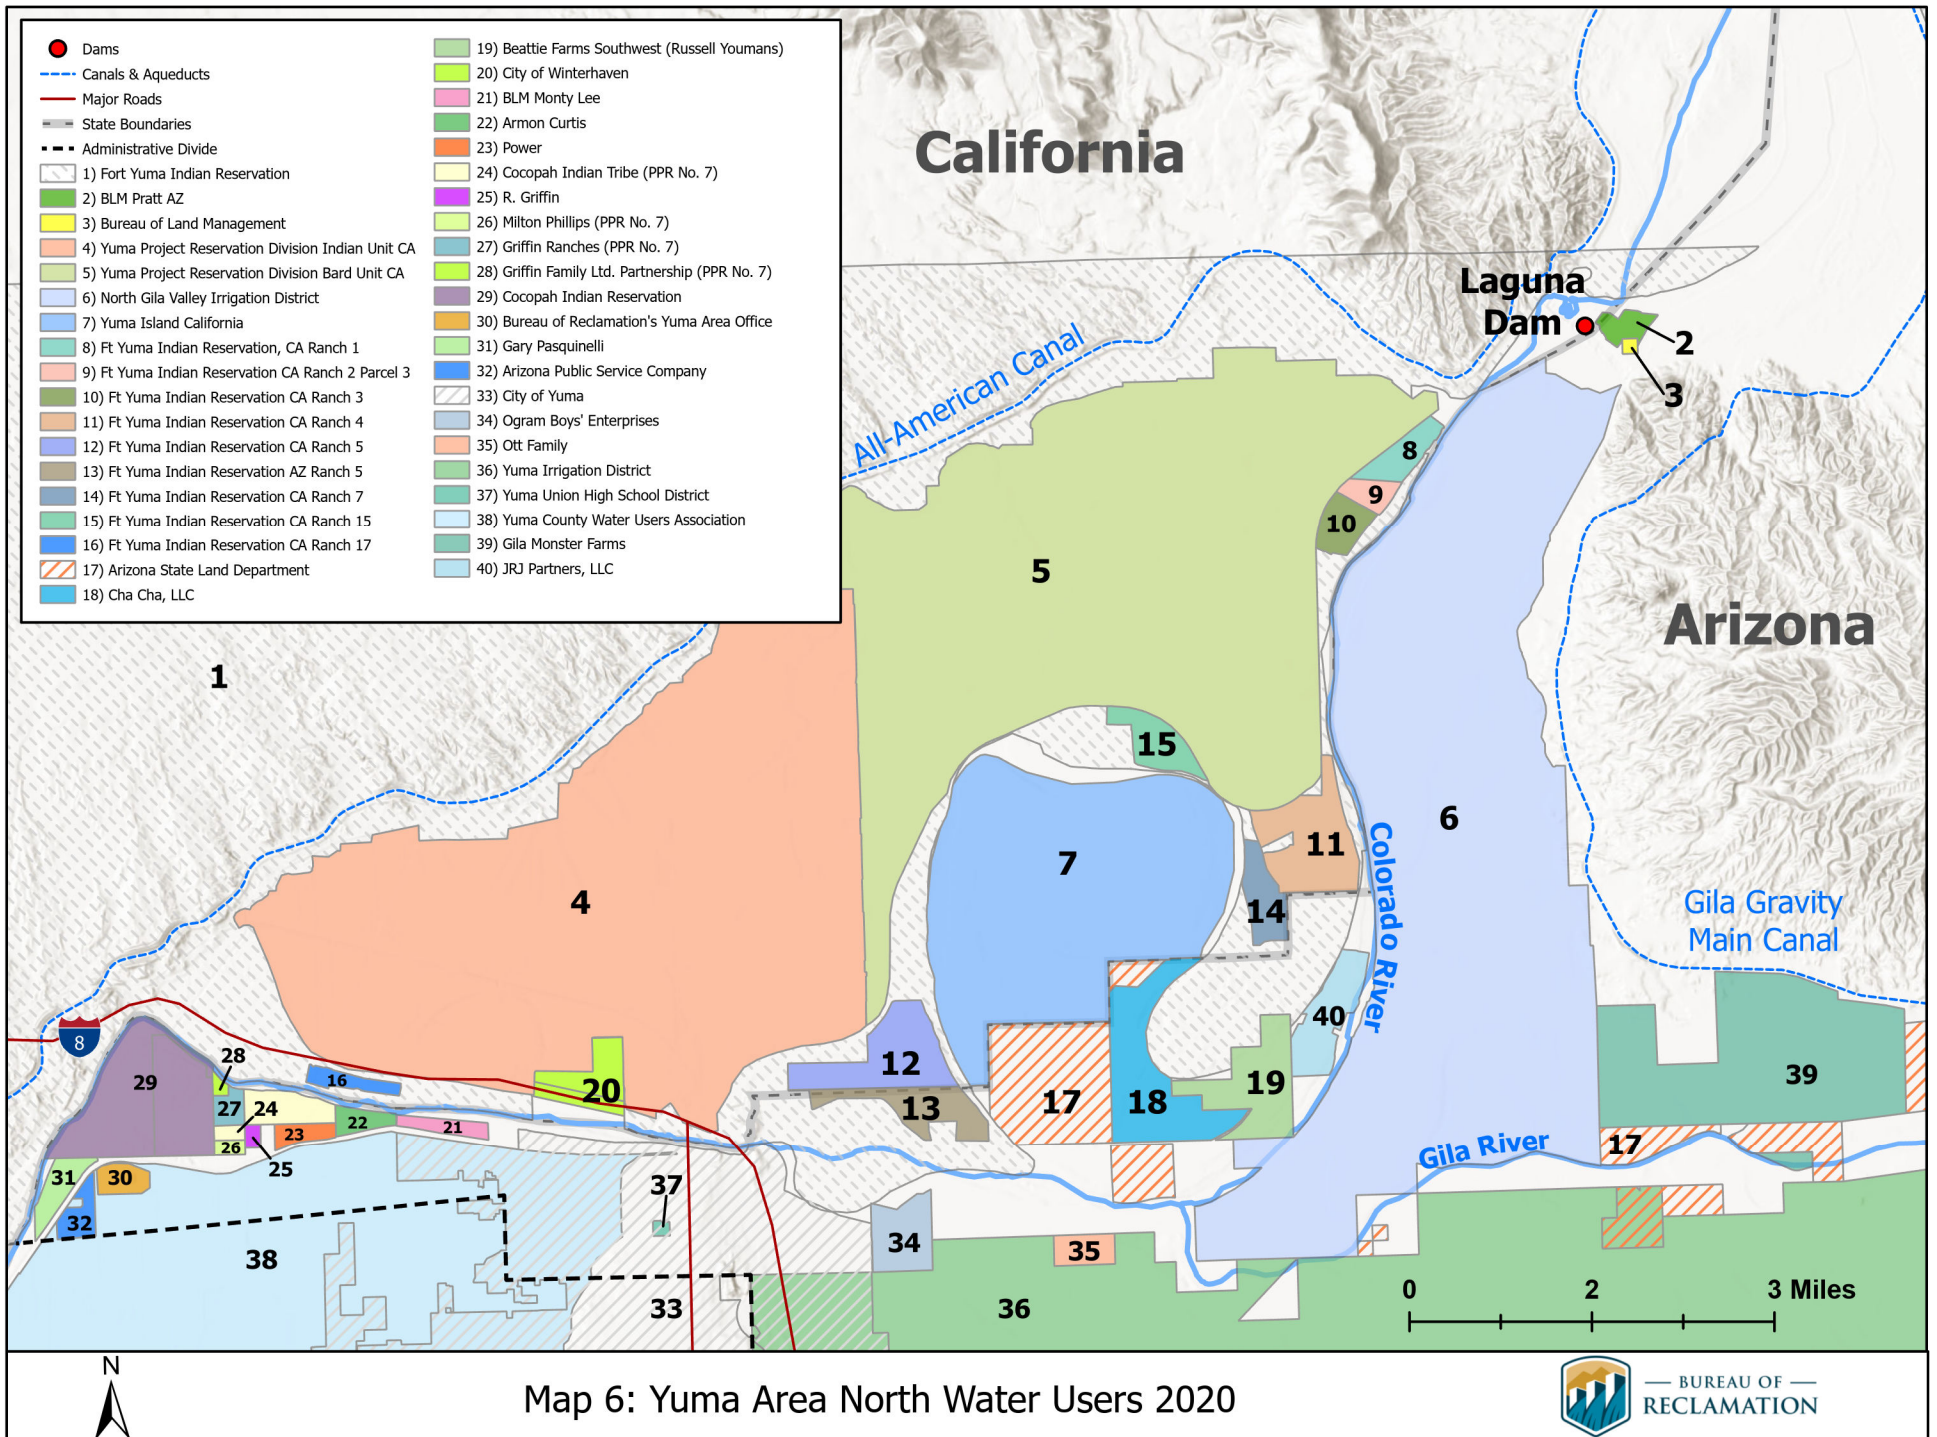 Dams
Canals & Aqueducts
Major Roads
State Boundaries
Administrative Divide
1) Fort Yuma Indian Reservation
2) BLM Pratt AZ
3) Bureau of Land Management
4) Yuma Project Reservation Division Indian Unit CA
5) Yuma Project Reservation Division Bard Unit CA
6) North Gila Valley Irrigation District
7) Yuma Island California
8) Ft Yuma Indian Reservation, CA Ranch 1
9) Ft Yuma Indian Reservation CA Ranch 2 Parcel 3
10) Ft Yuma Indian Reservation CA Ranch 3
11) Ft Yuma Indian Reservation CA Ranch 4
12) Ft Yuma Indian Reservation CA Ranch 5
13) Ft Yuma Indian Reservation AZ Ranch 5
14) Ft Yuma Indian Reservation CA Ranch 7
15) Ft Yuma Indian Reservation CA Ranch 15
16) Ft Yuma Indian Reservation CA Ranch 17
17) Arizona State Land Department
18) Cha Cha, LLC
19) Beattie Farms Southwest (Russell Youmans)
20) City of Winterhaven
21) BLM Monty Lee
22) Armon Curtis
23) Power
24) Cocopah Indian Tribe (PPR No. 7)
25) R. Griffin
26) Milton Phillips (PPR No. 7)
27) Griffin Ranches (PPR No. 7)
28) Griffin Family Ltd. Partnership (PPR No. 7)
29) Cocopah Indian Reservation
30) Bureau of Reclamation's Yuma Area Office
31) Gary Pasquinelli
32) Arizona Public Service Company
33) City of Yuma
34) Ogram Boys' Enterprises
35) Ott Family
36) Yuma Irrigation District
37) Yuma Union High School District
38) Yuma County Water Users Association
39) Gila Monster Farms
40) JRJ Partners, LLC
California
Laguna
Dam
2
3
All-American Canal
8
9
10
5
Arizona
1
15
6
11
7
Colorado River
4
14
Gila Gravity
Main Canal
40
8
28
29
16
12
20
19
39
27
24
13
17
18
22
21
23
26
25
Gila River
17
31
30
37
32
34
35
38
33
36
0
2
3 Miles
N
Map 6: Yuma Area North Water Users 2020
BUREAU OF
RECLAMATION